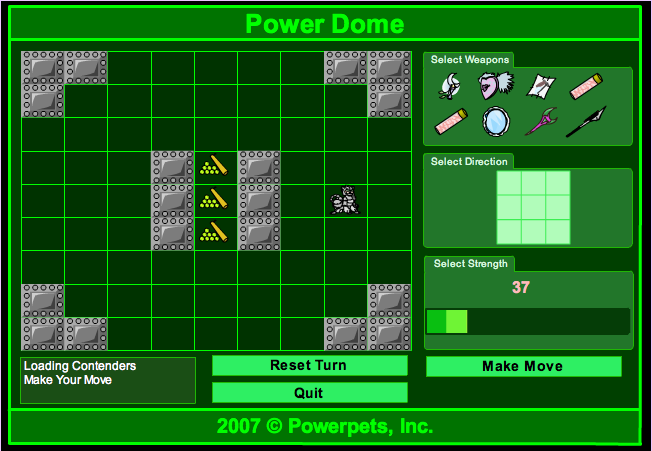 Power Dome
Select Weapons
Select Direction
Select Strength
37
Loading Contenders
Make Your Move
Reset Turn
Quit
Make Move
2007 © Powerpets, Inc.